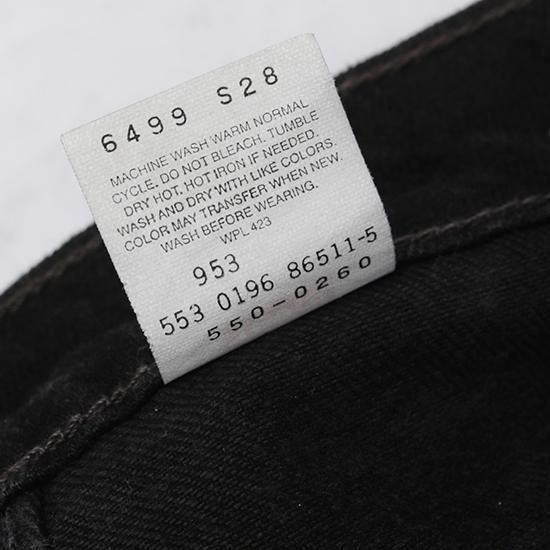 6499 S28
MACHINE WASH WARM NORMAL
CYCLE. DO NOT BLEACH. TUMBLE
DRY HOT. HOT IRON IF NEEDED.
WASH AND DRY WITH LIKE COLORS.
COLOR MAY TRANSFER WHEN NEW.
WASH BEFORE WEARING.
WPL 423
953
553 0196 86511-5
550-0260